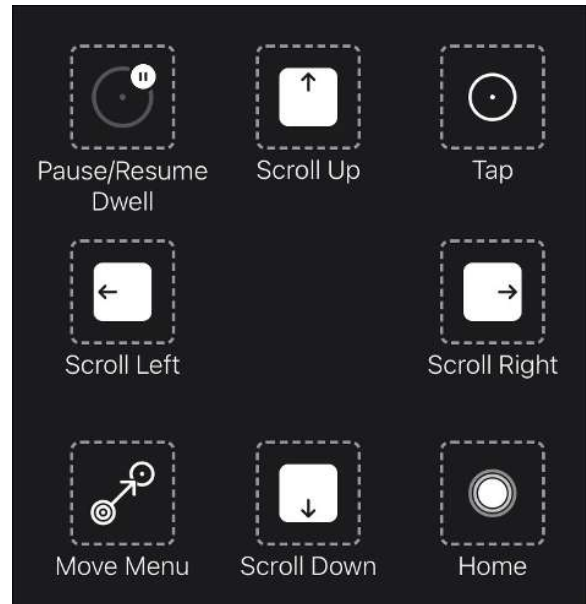 Pause/Resume
Dwell
Scroll Up
Tap
Scroll Left
Scroll Right
Move Menu
Scroll Down
Home